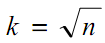 k = √n